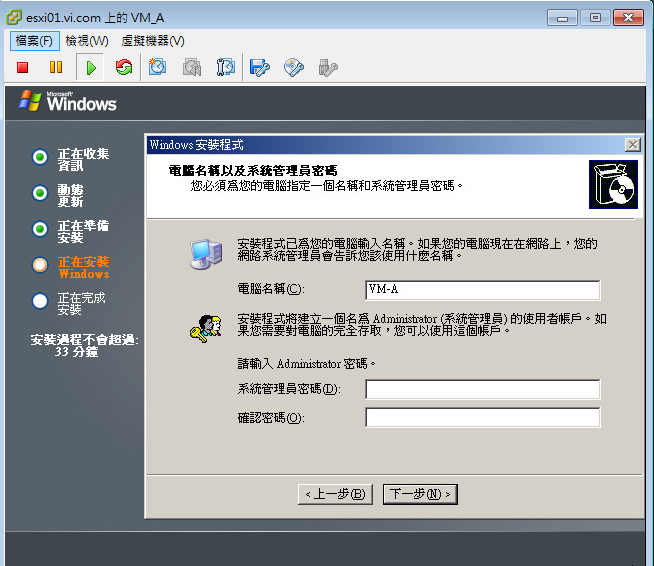 esxi01.vi.com 上的 VM_A
檔案(F) 檢視(W) 虛擬機器(V)
Microsoft
Windows
正在收集
資訊
動態
更新
正在準備
安裝
正在安裝
Windows
正在完成
安裝
安裝過程不會超過:
33 分鐘
Windows 安裝程式
電腦名稱以及系統管理員密碼
您必須為您的電腦指定一個名稱和系統管理員密碼。
安裝程式已為您的電腦輸入名稱。如果您的電腦現在在網路上，您的
網路系統管理員會告訴您該使用什麼名稱。
電腦名稱(C): VM-A
安裝程式將建立一個名為 Administrator (系統管理員) 的使用者帳戶。如
果您需要對電腦的完全存取，您可以使用這個帳戶。
請輸入 Administrator 密碼。
系統管理員密碼(D):
確認密碼(O):
< 上一步(B) 下一步(N) >